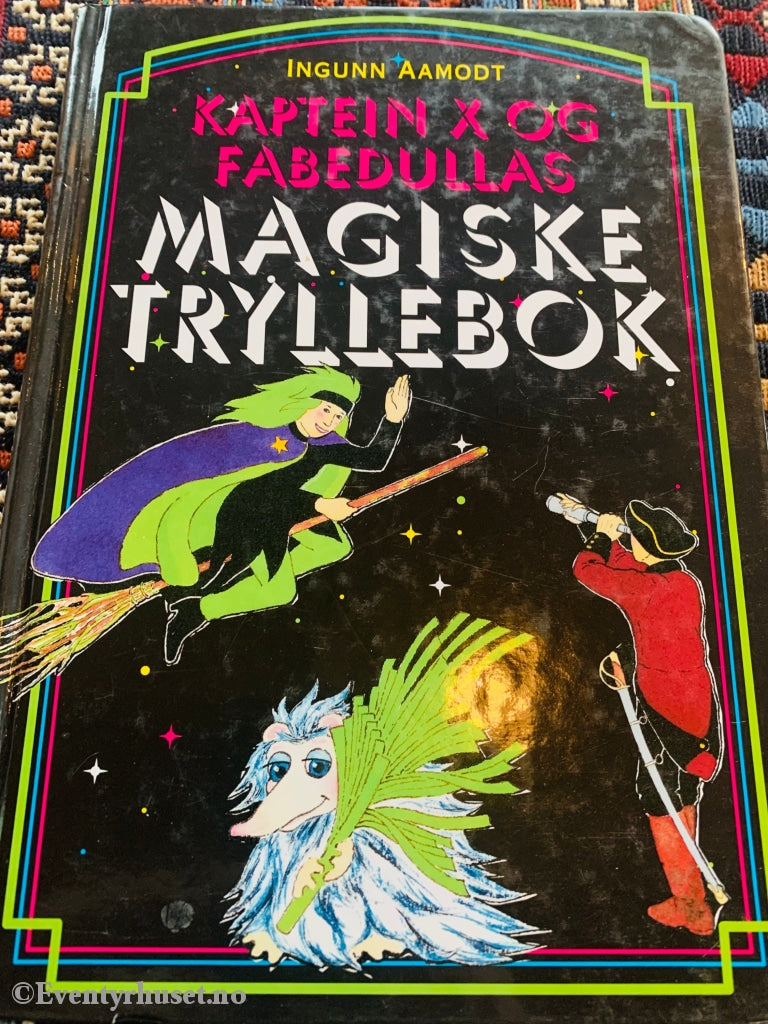 INGUNN AAMODT
KAPTEIN X OG
FABEDULLAS
MAGISKE
TRYLLEBOK
©Eventyrhuset.no